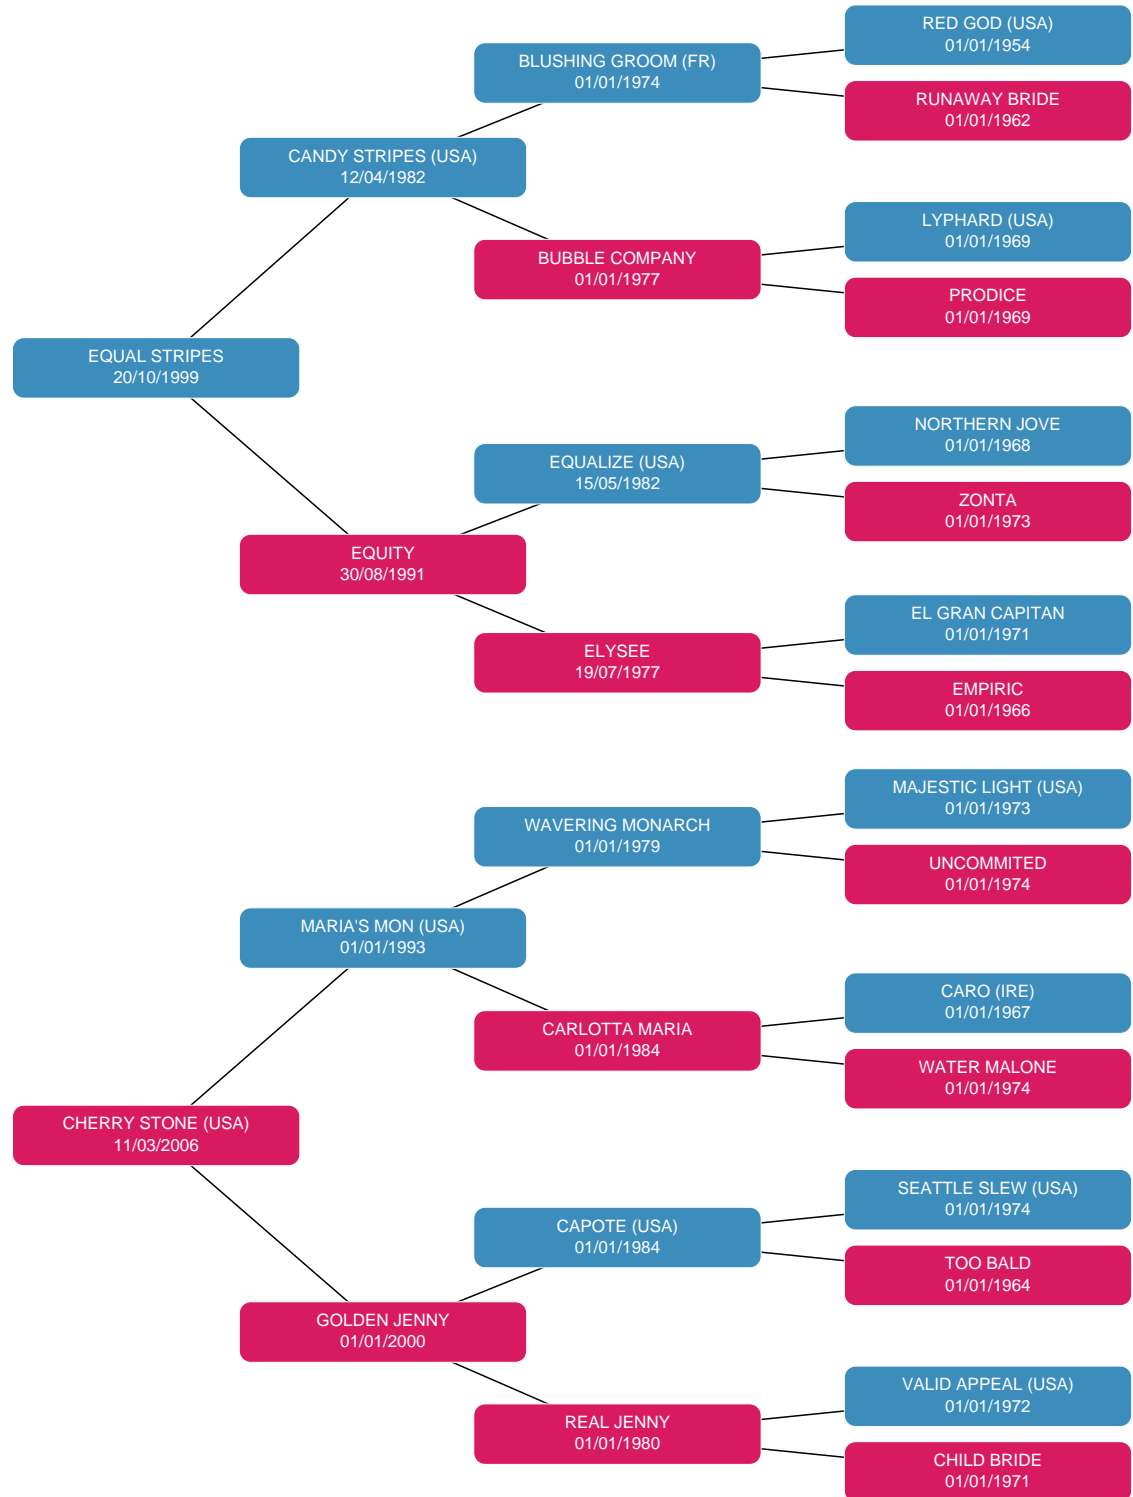 RED GOD (USA)
01/01/1954
BLUSHING GROOM (FR)
01/01/1974
RUNAWAY BRIDE
01/01/1962
CANDY STRIPES (USA)
12/04/1982
LYPHARD (USA)
01/01/1969
BUBBLE COMPANY
01/01/1977
PRODICE
01/01/1969
EQUAL STRIPES
20/10/1999
NORTHERN JOVE
01/01/1968
EQUALIZE (USA)
15/05/1982
ZONTA
01/01/1973
EQUITY
30/08/1991
EL GRAN CAPITAN
01/01/1971
ELYSEE
19/07/1977
EMPIRIC
01/01/1966
MAJESTIC LIGHT (USA)
01/01/1973
WAVERING MONARCH
01/01/1979
UNCOMMITED
01/01/1974
MARIA'S MON (USA)
01/01/1993
CARO (IRE)
01/01/1967
CARLOTTA MARIA
01/01/1984
WATER MALONE
01/01/1974
CHERRY STONE (USA)
11/03/2006
SEATTLE SLEW (USA)
01/01/1974
CAPOTE (USA)
01/01/1984
TOO BALD
01/01/1964
GOLDEN JENNY
01/01/2000
VALID APPEAL (USA)
01/01/1972
REAL JENNY
01/01/1980
CHILD BRIDE
01/01/1971